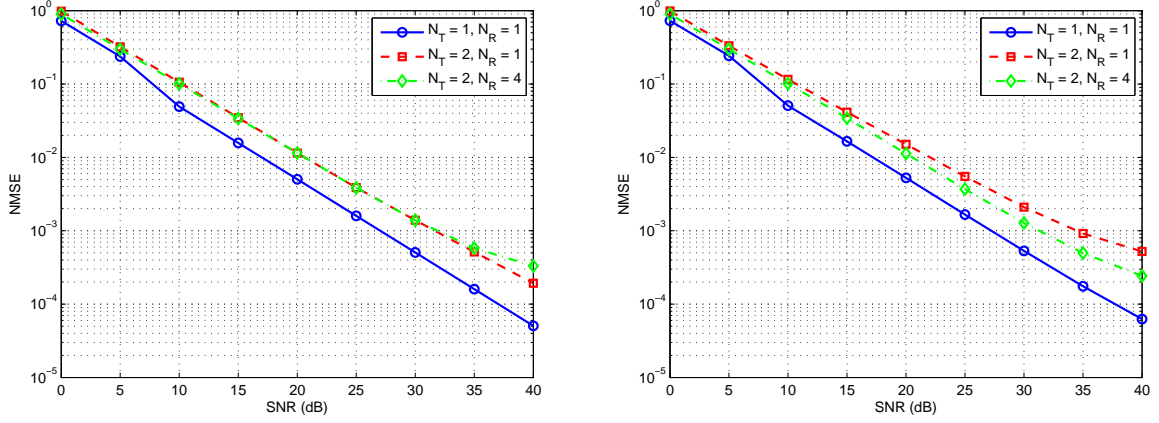 10^0
10^-1
10^-2
10^-3
10^-4
10^-5
NMSE
0 5 10 15 20 25 30 35 40
SNR (dB)
N_T = 1, N_R = 1
N_T = 2, N_R = 1
N_T = 2, N_R = 4
10^0
10^-1
10^-2
10^-3
10^-4
10^-5
NMSE
0 5 10 15 20 25 30 35 40
SNR (dB)
N_T = 1, N_R = 1
N_T = 2, N_R = 1
N_T = 2, N_R = 4